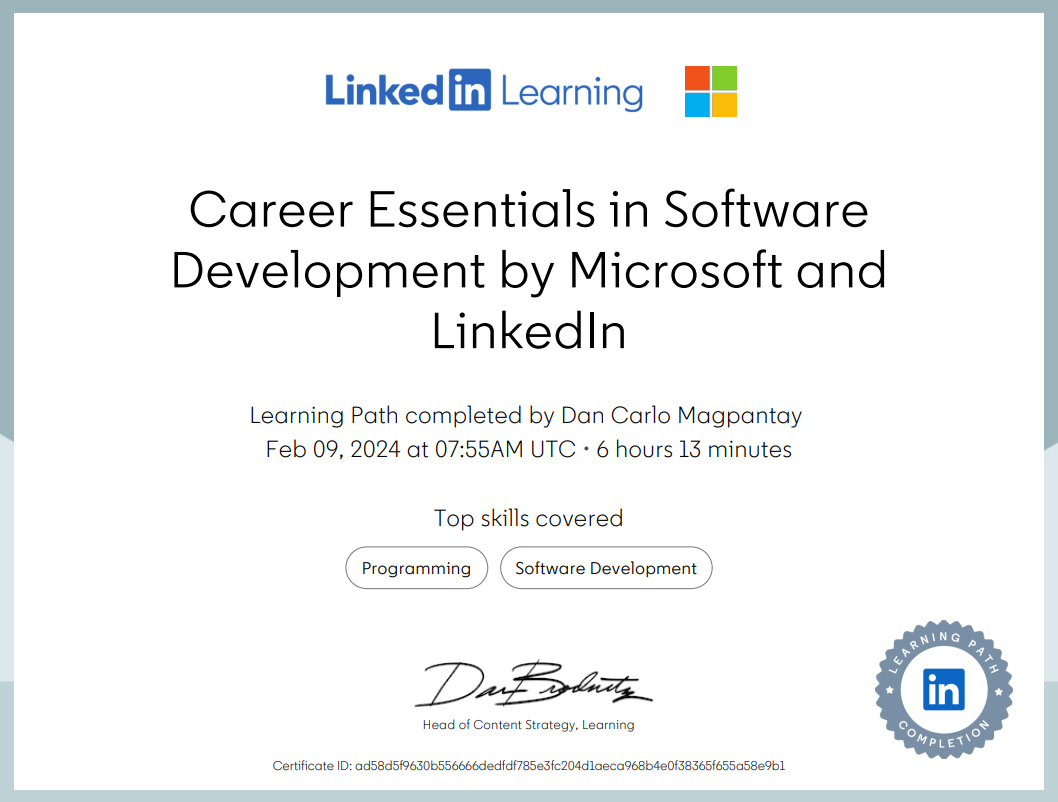 LinkedIn Learning
Career Essentials in Software
Development by Microsoft and
LinkedIn
Learning Path completed by Dan Carlo Magpantay
Feb 09, 2024 at 07:55AM UTC • 6 hours 13 minutes
Top skills covered
Programming Software Development
Dan Brodnitz
Head of Content Strategy, Learning
LEARNING PATH
in
COMPLETION
Certificate ID: ad58d5f9630b556666dedfdf785e3fc204d1aeca968b4e0f38365f655a58e9b1